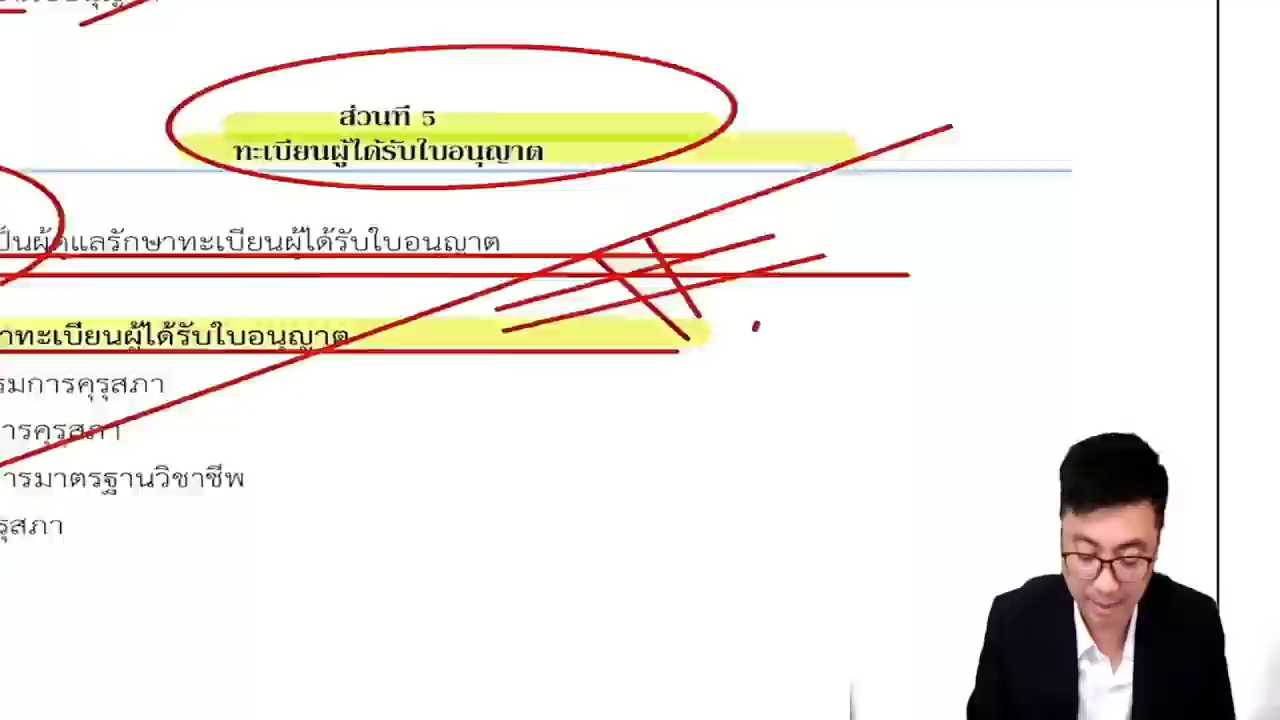 ส่วนที่ 5
ทะเบียนผู้ได้รับใบอนุญาต
เป็นผู้ดูแลรักษาทะเบียนผู้ได้รับใบอนุญาต
าทะเบียนผู้ได้รับใบอนุญาต
รมการคุรุสภา
ารคุรุสภา
ารมาตรฐานวิชาชีพ
รุสภา